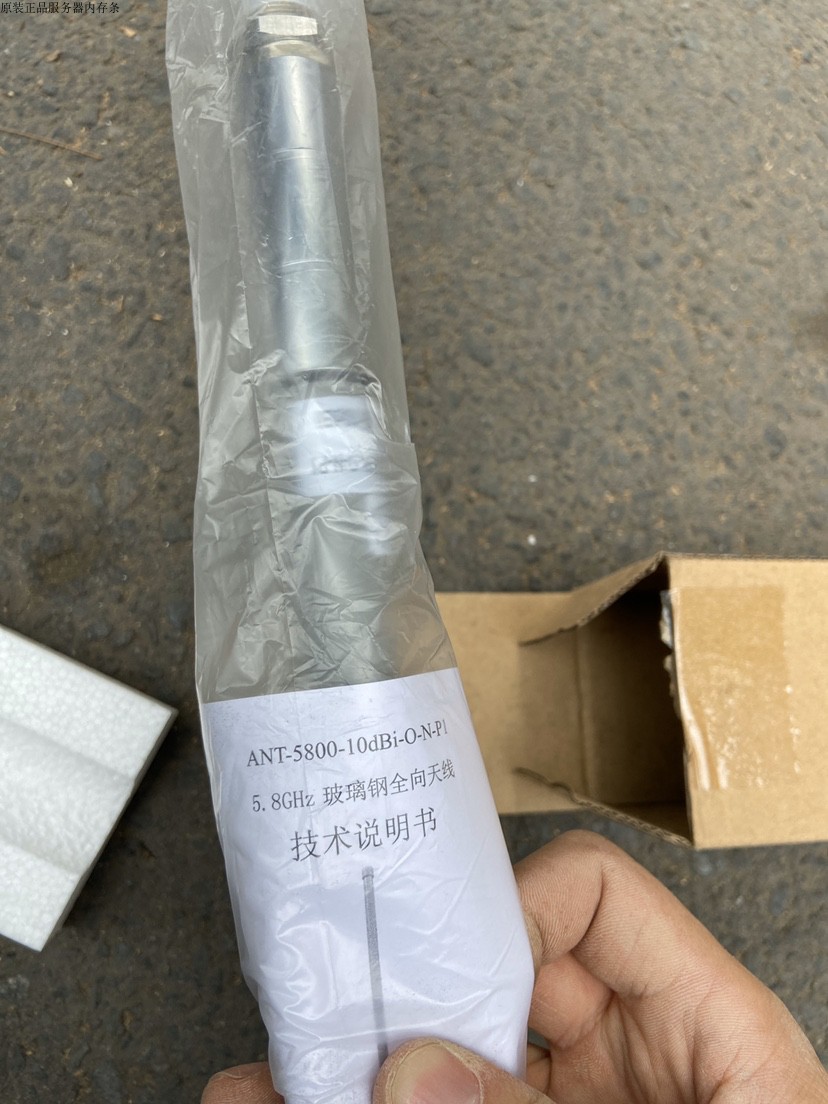 原装正品服务器内存条
ANT-5800-10dBi-O-N-P1
5.8GHz 玻璃钢全向天线
技术说明书